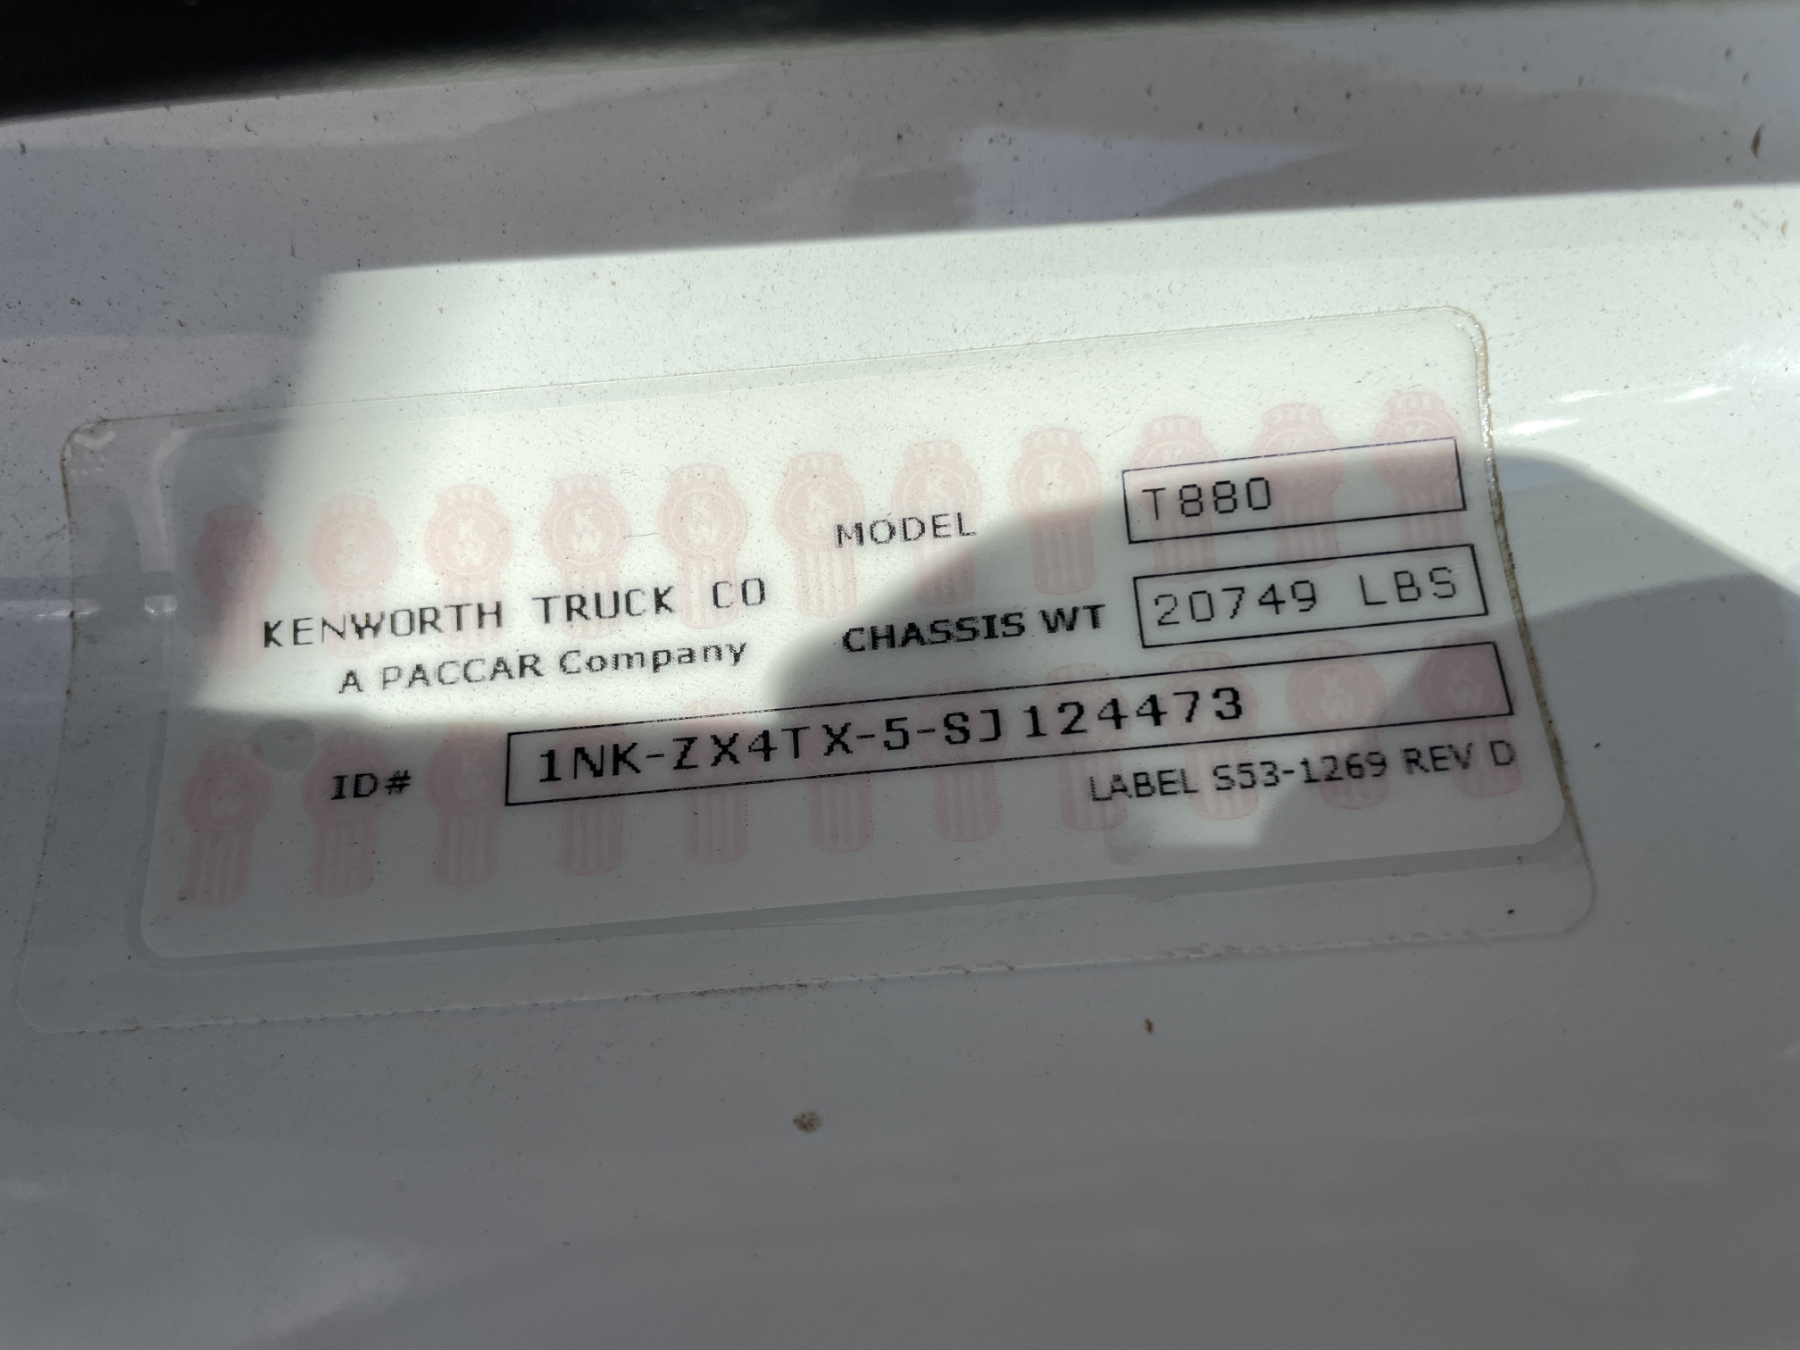 MODEL T880
KENWORTH TRUCK CO
A PACCAR Company
CHASSIS WT 20749 LBS
ID# 1NK-ZX4TX-5-SJ124473
LABEL S53-1269 REV D